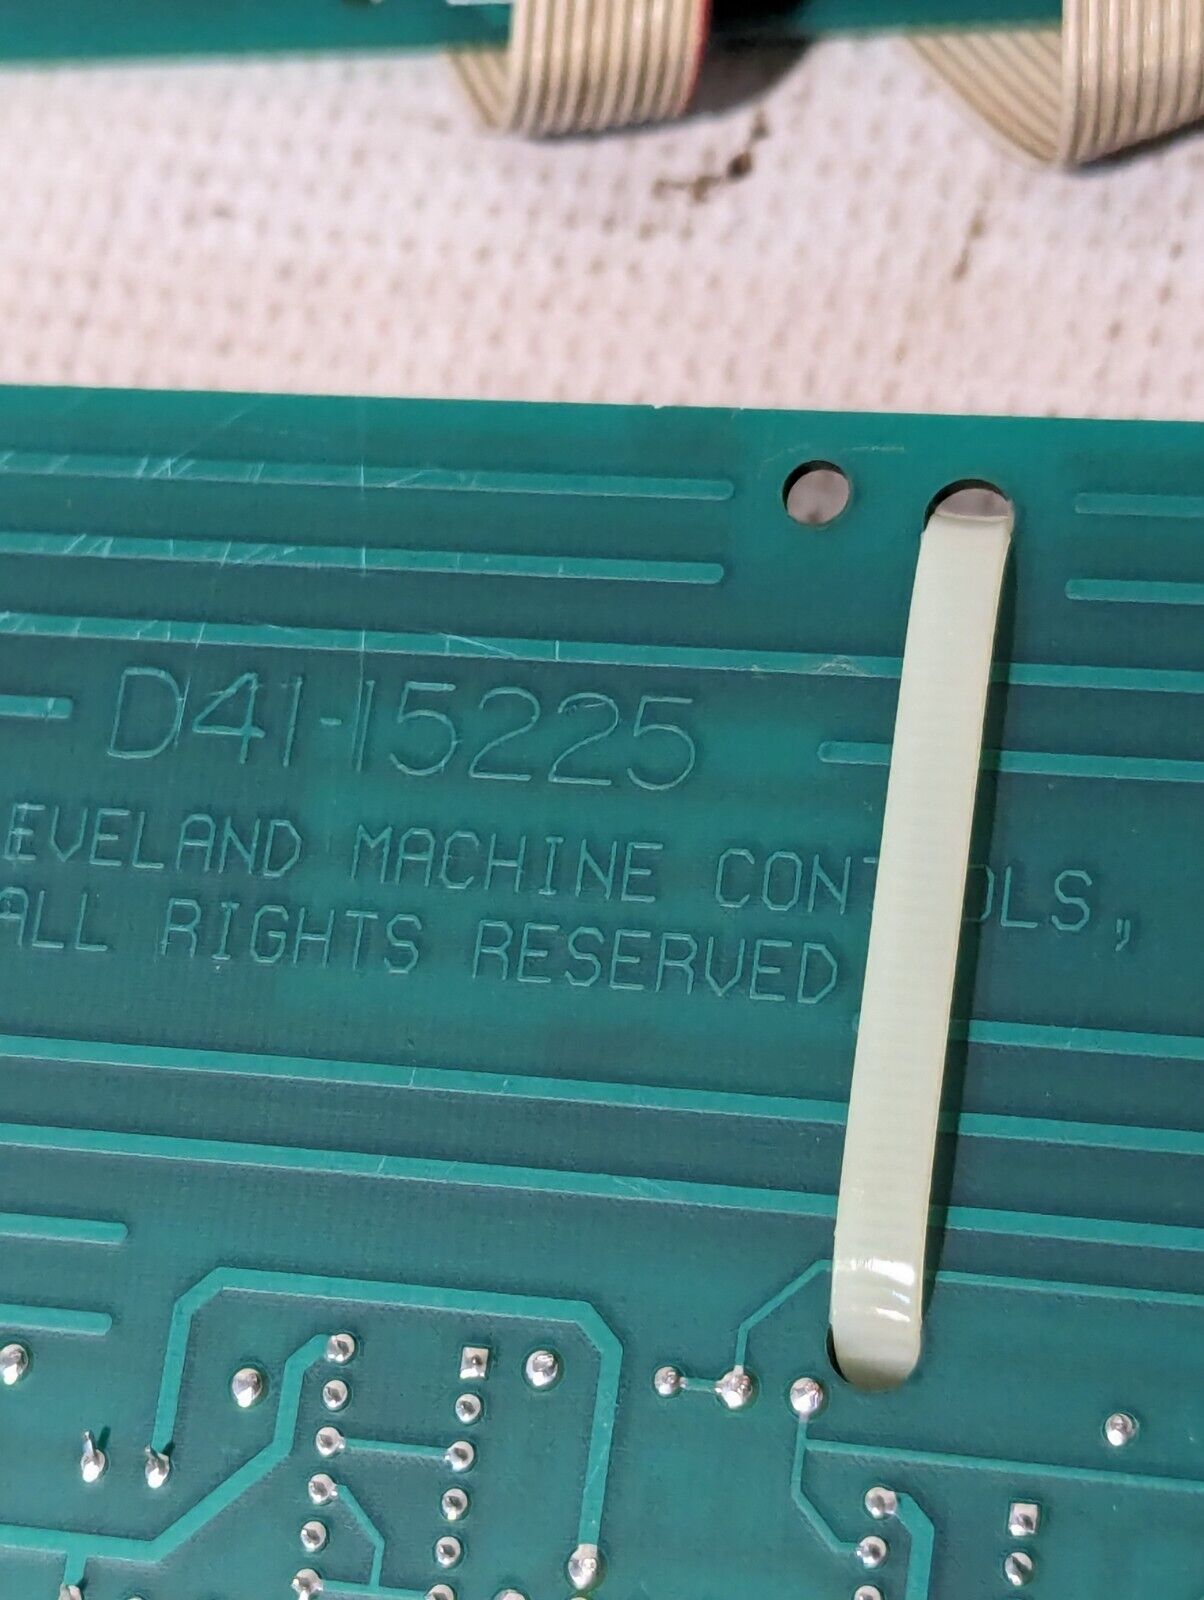 D41-15225
EVELAND MACHINE CON OLS,,
ALL RIGHTS RESERVED